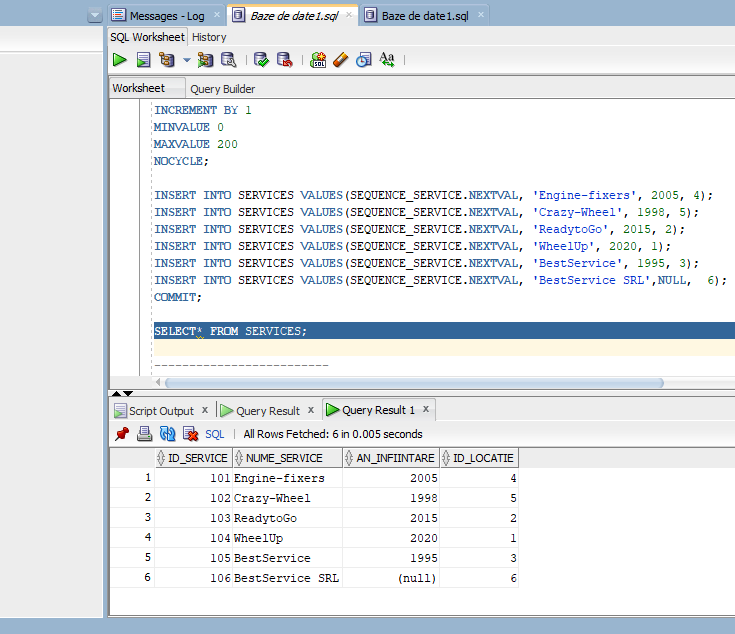 Messages - Log × Baze de date1.sql × Baze de date1.sql ×
SQL Worksheet History
Worksheet Query Builder
INCREMENT BY 1
MINVALUE 0
MAXVALUE 200
NOCYCLE;
INSERT INTO SERVICES VALUES(SEQUENCE_SERVICE.NEXTVAL, 'Engine-fixers', 2005, 4);
INSERT INTO SERVICES VALUES(SEQUENCE_SERVICE.NEXTVAL, 'Crazy-Wheel', 1998, 5);
INSERT INTO SERVICES VALUES(SEQUENCE_SERVICE.NEXTVAL, 'ReadytoGo', 2015, 2);
INSERT INTO SERVICES VALUES(SEQUENCE_SERVICE.NEXTVAL, 'WheelUp', 2020, 1);
INSERT INTO SERVICES VALUES(SEQUENCE_SERVICE.NEXTVAL, 'BestService', 1995, 3);
INSERT INTO SERVICES VALUES(SEQUENCE_SERVICE.NEXTVAL, 'BestService SRL',NULL,  6);
COMMIT;
SELECT* FROM SERVICES;
-------------------------
Script Output × Query Result × Query Result 1 ×
SQL | All Rows Fetched: 6 in 0.005 seconds
ID_SERVICE NUME_SERVICE AN_INFIINTARE ID_LOCATIE
1 101 Engine-fixers 2005 4
2 102 Crazy-Wheel 1998 5
3 103 ReadytoGo 2015 2
4 104 WheelUp 2020 1
5 105 BestService 1995 3
6 106 BestService SRL (null) 6